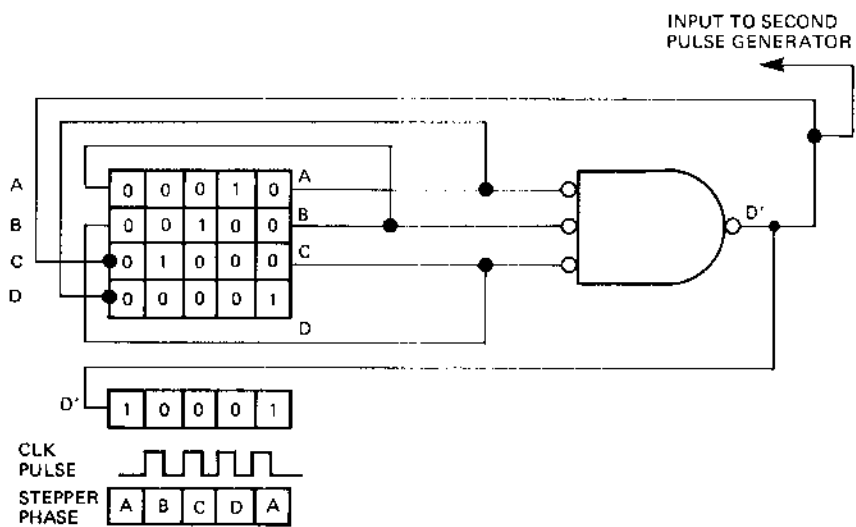 INPUT TO SECOND
PULSE GENERATOR
A 0 0 0 1 0 A
B 0 0 1 0 0 B
C 0 1 0 0 0 C
D 0 0 0 0 1 D
D'
D' 1 0 0 0 1
CLK
PULSE
STEPPER
PHASE
A B C D A